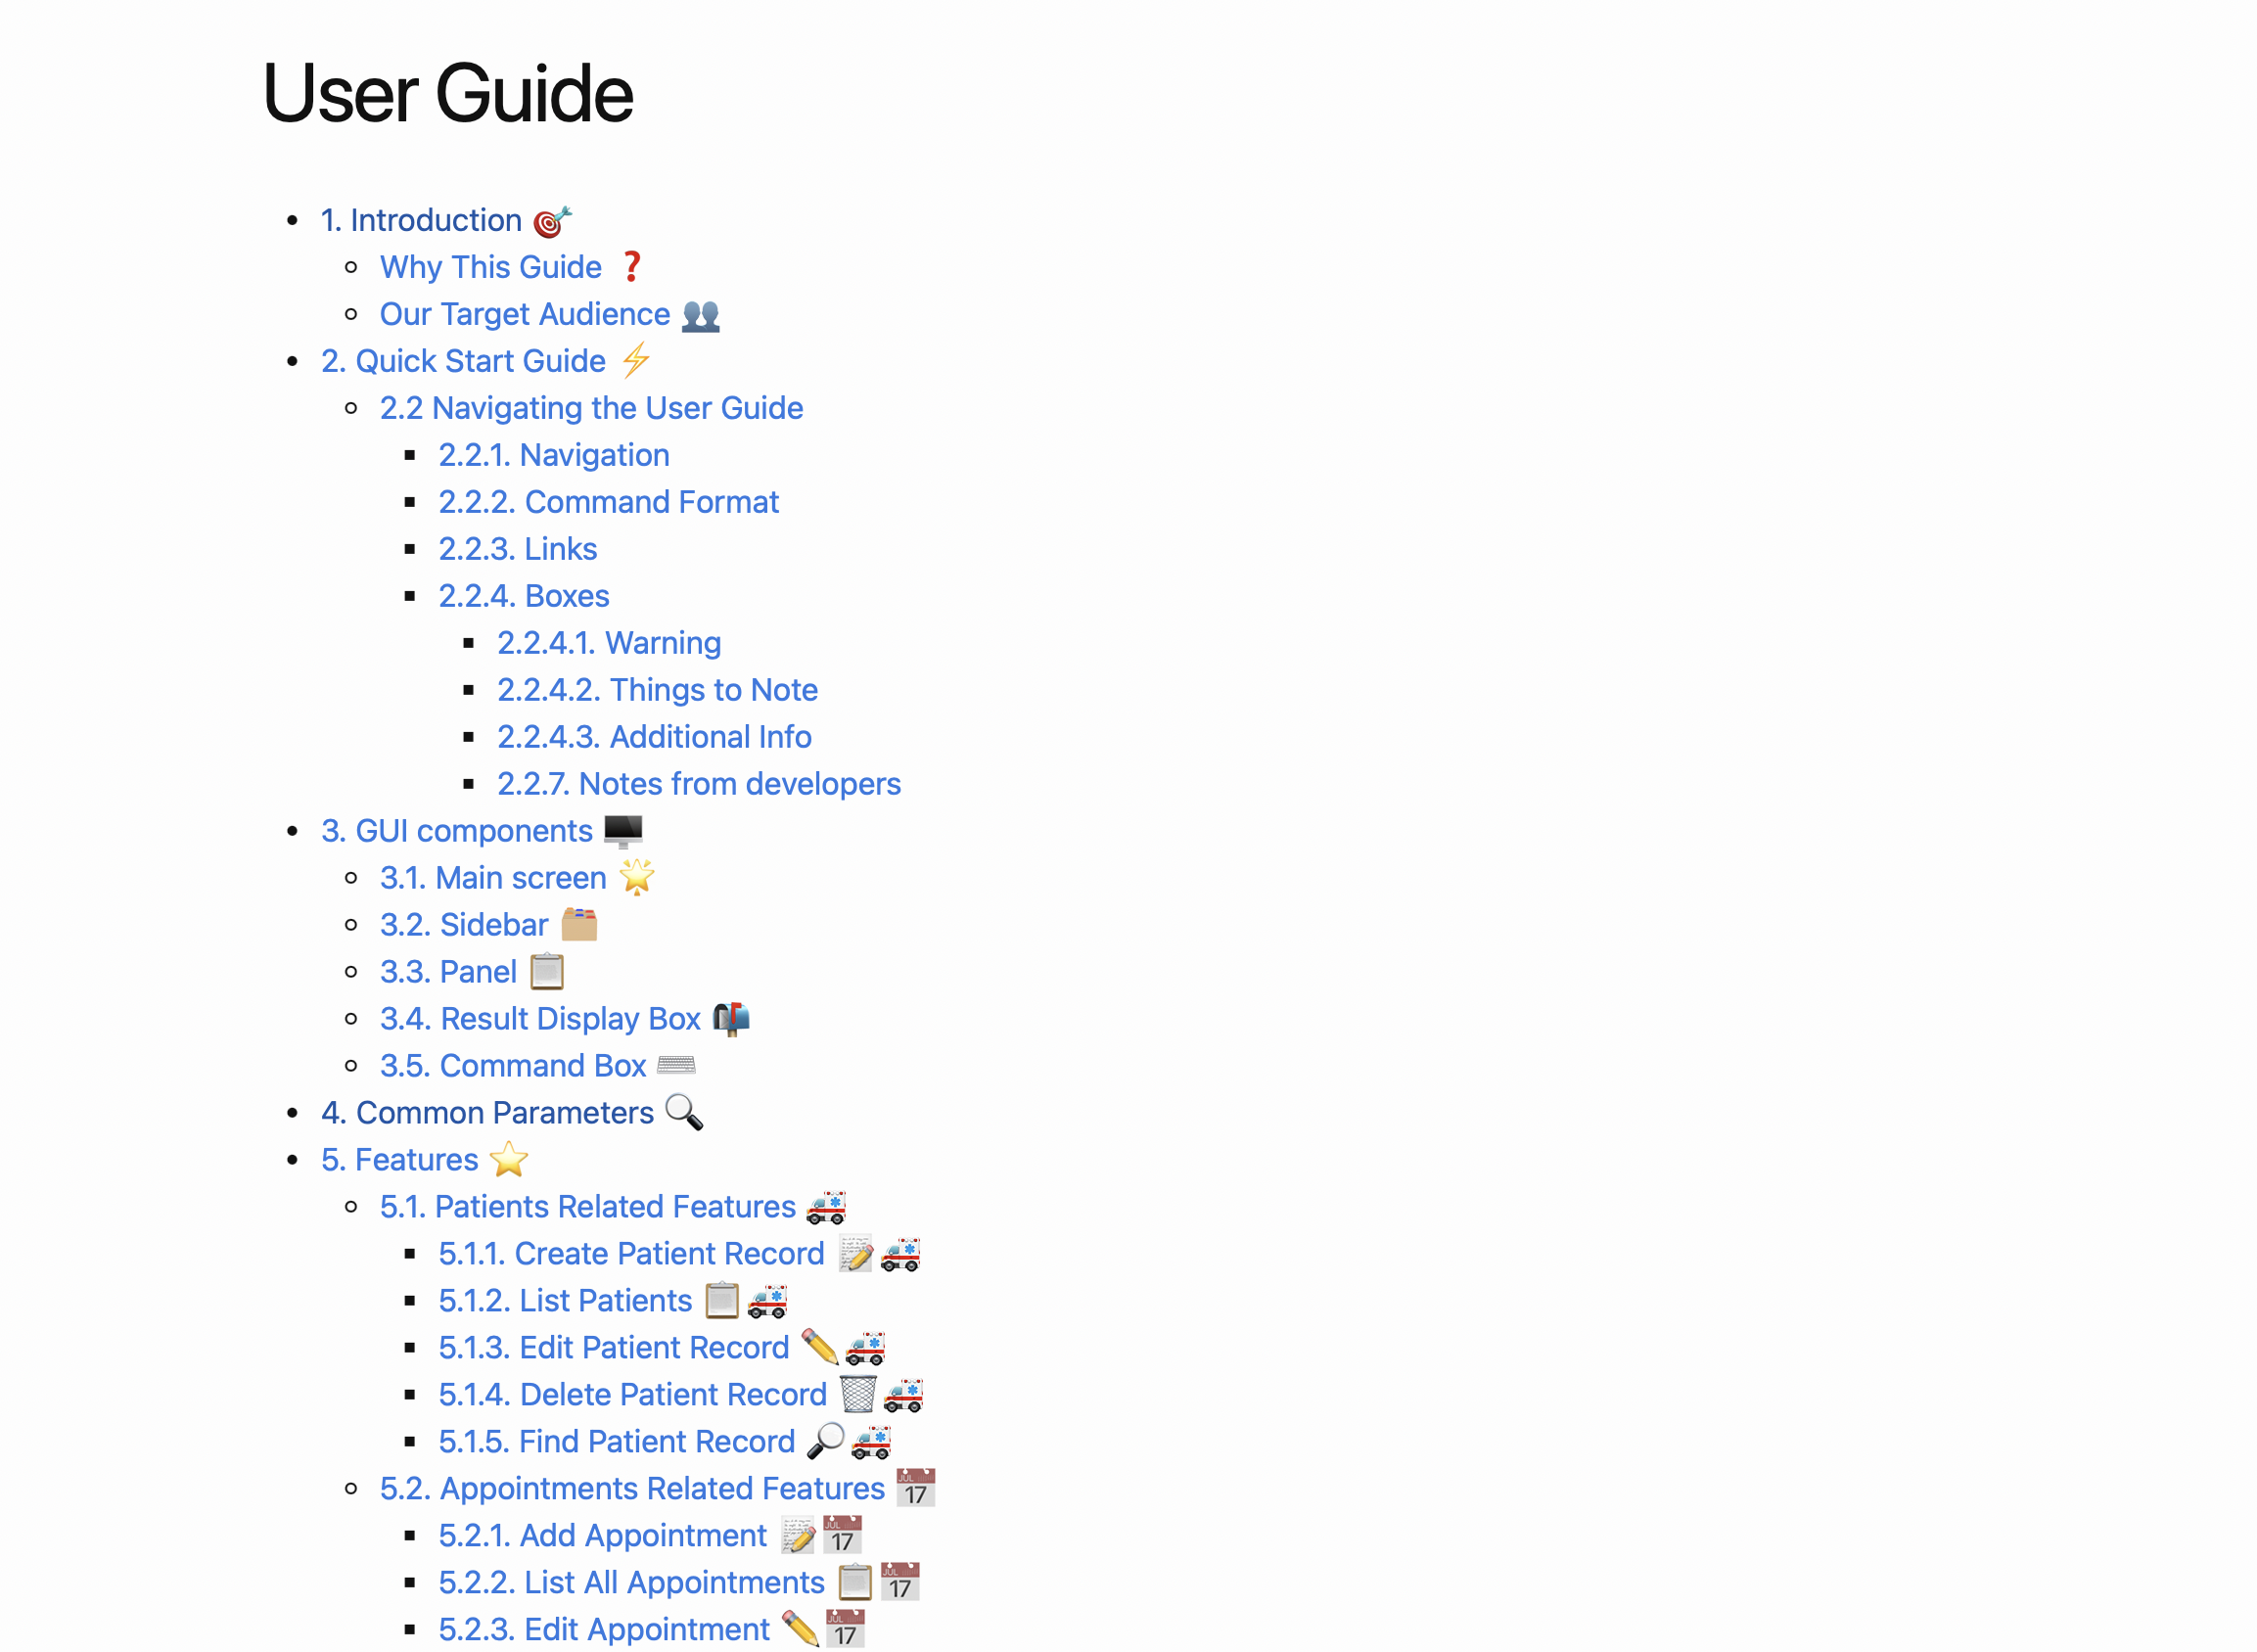 User Guide
1. Introduction 🎯
Why This Guide ❓
Our Target Audience 👥
2. Quick Start Guide ⚡
2.2 Navigating the User Guide
2.2.1. Navigation
2.2.2. Command Format
2.2.3. Links
2.2.4. Boxes
2.2.4.1. Warning
2.2.4.2. Things to Note
2.2.4.3. Additional Info
2.2.7. Notes from developers
3. GUI components 🖥️
3.1. Main screen 🌟
3.2. Sidebar 🗂️
3.3. Panel 📋
3.4. Result Display Box 📬
3.5. Command Box ⌨️
4. Common Parameters 🔍
5. Features ⭐
5.1. Patients Related Features 🚑
5.1.1. Create Patient Record 📝🚑
5.1.2. List Patients 📋🚑
5.1.3. Edit Patient Record ✏️🚑
5.1.4. Delete Patient Record 🗑️🚑
5.1.5. Find Patient Record 🔎🚑
5.2. Appointments Related Features 📅
5.2.1. Add Appointment 📝📅
5.2.2. List All Appointments 📋📅
5.2.3. Edit Appointment ✏️📅